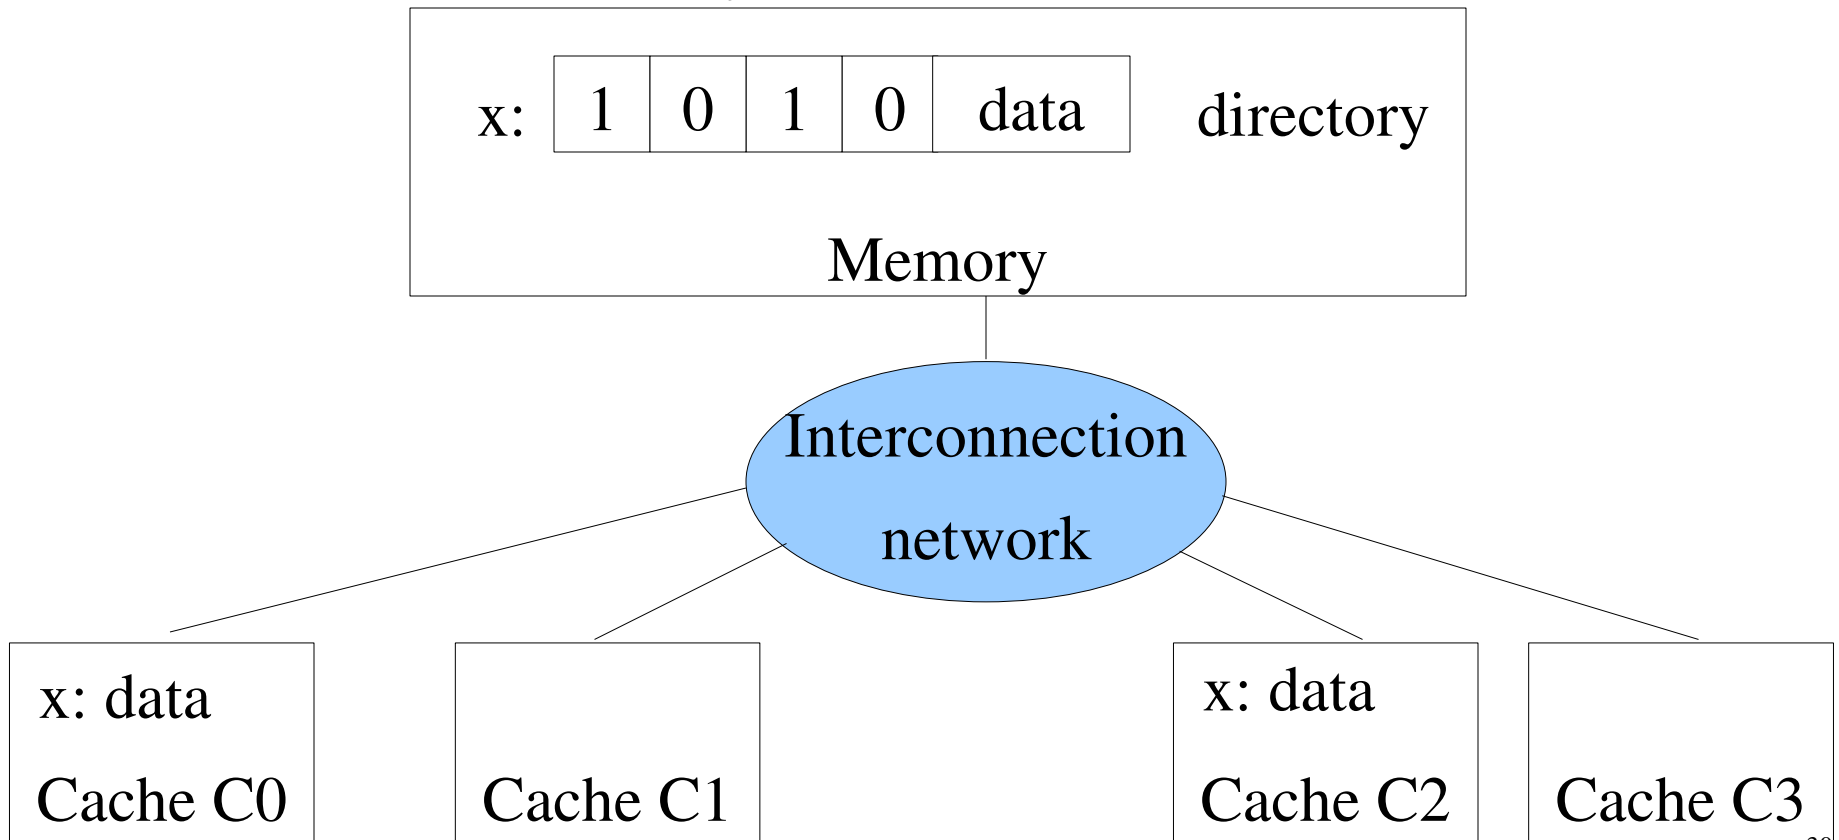 x: 1 0 1 0 data directory
Memory
Interconnection
network
x: data x: data
Cache C0 Cache C1 Cache C2 Cache C3